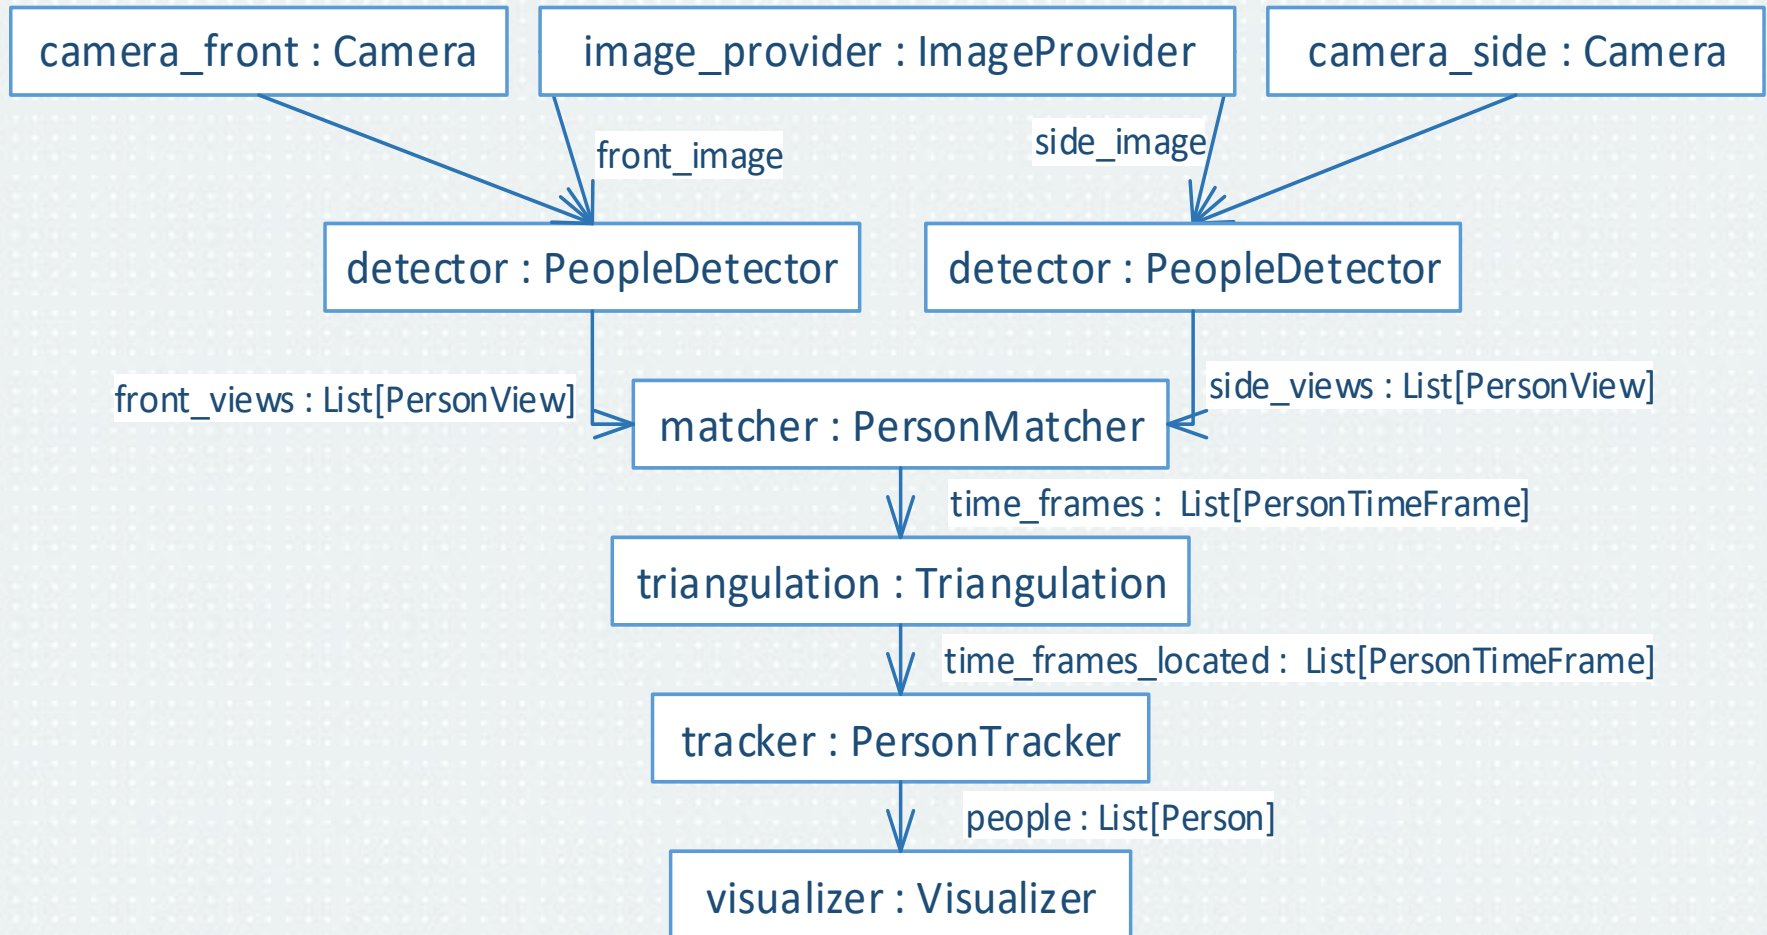 camera_front : Camera
image_provider : ImageProvider
camera_side : Camera
front_image
side_image
detector : PeopleDetector
detector : PeopleDetector
front_views : List[PersonView]
side_views : List[PersonView]
matcher : PersonMatcher
time_frames :  List[PersonTimeFrame]
triangulation : Triangulation
time_frames_located :  List[PersonTimeFrame]
tracker : PersonTracker
people : List[Person]
visualizer : Visualizer